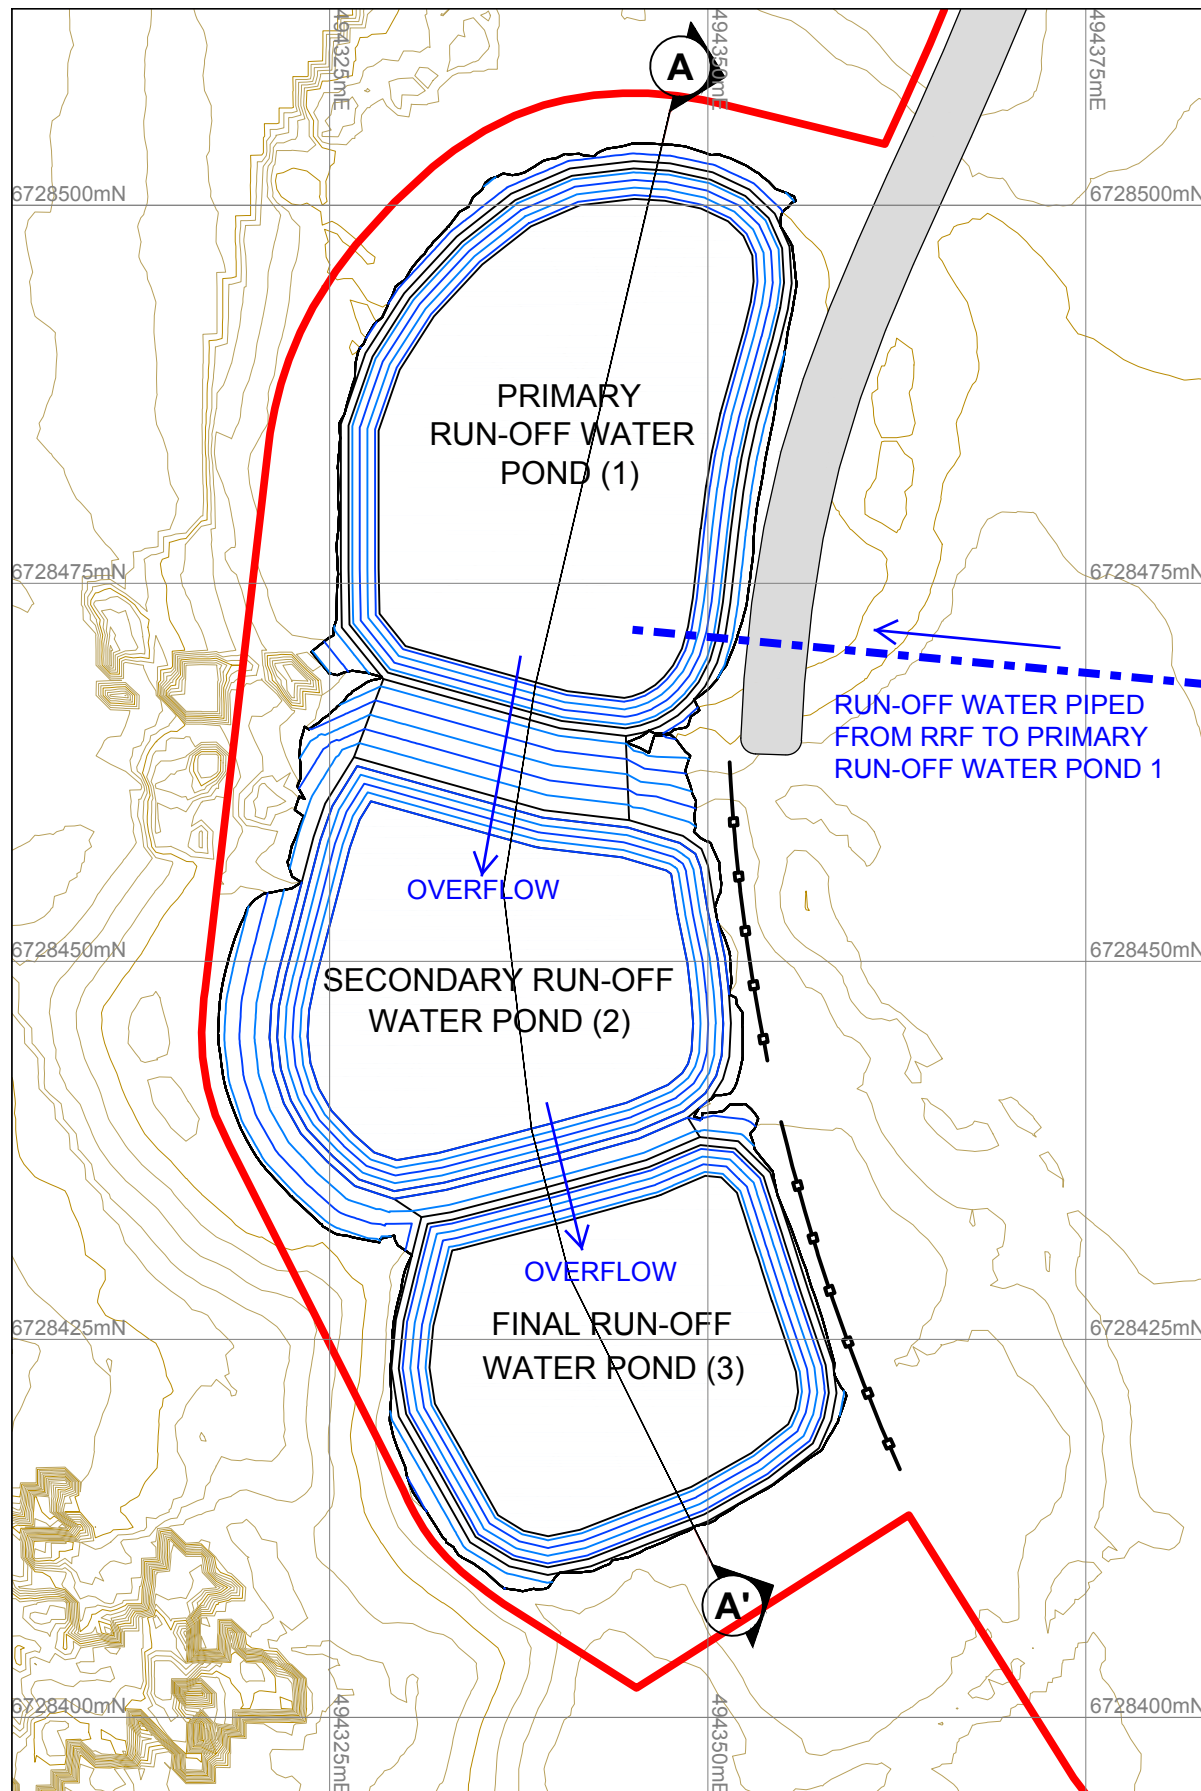 494325mE
494350mE
494375mE
A
6728500mN
6728500mN
PRIMARY
RUN-OFF WATER
POND (1)
6728475mN
6728475mN
RUN-OFF WATER PIPED
FROM RRF TO PRIMARY
RUN-OFF WATER POND 1
OVERFLOW
6728450mN
6728450mN
SECONDARY RUN-OFF
WATER POND (2)
OVERFLOW
FINAL RUN-OFF
WATER POND (3)
6728425mN
6728425mN
A'
6728400mN
6728400mN
494325mE
494350mE